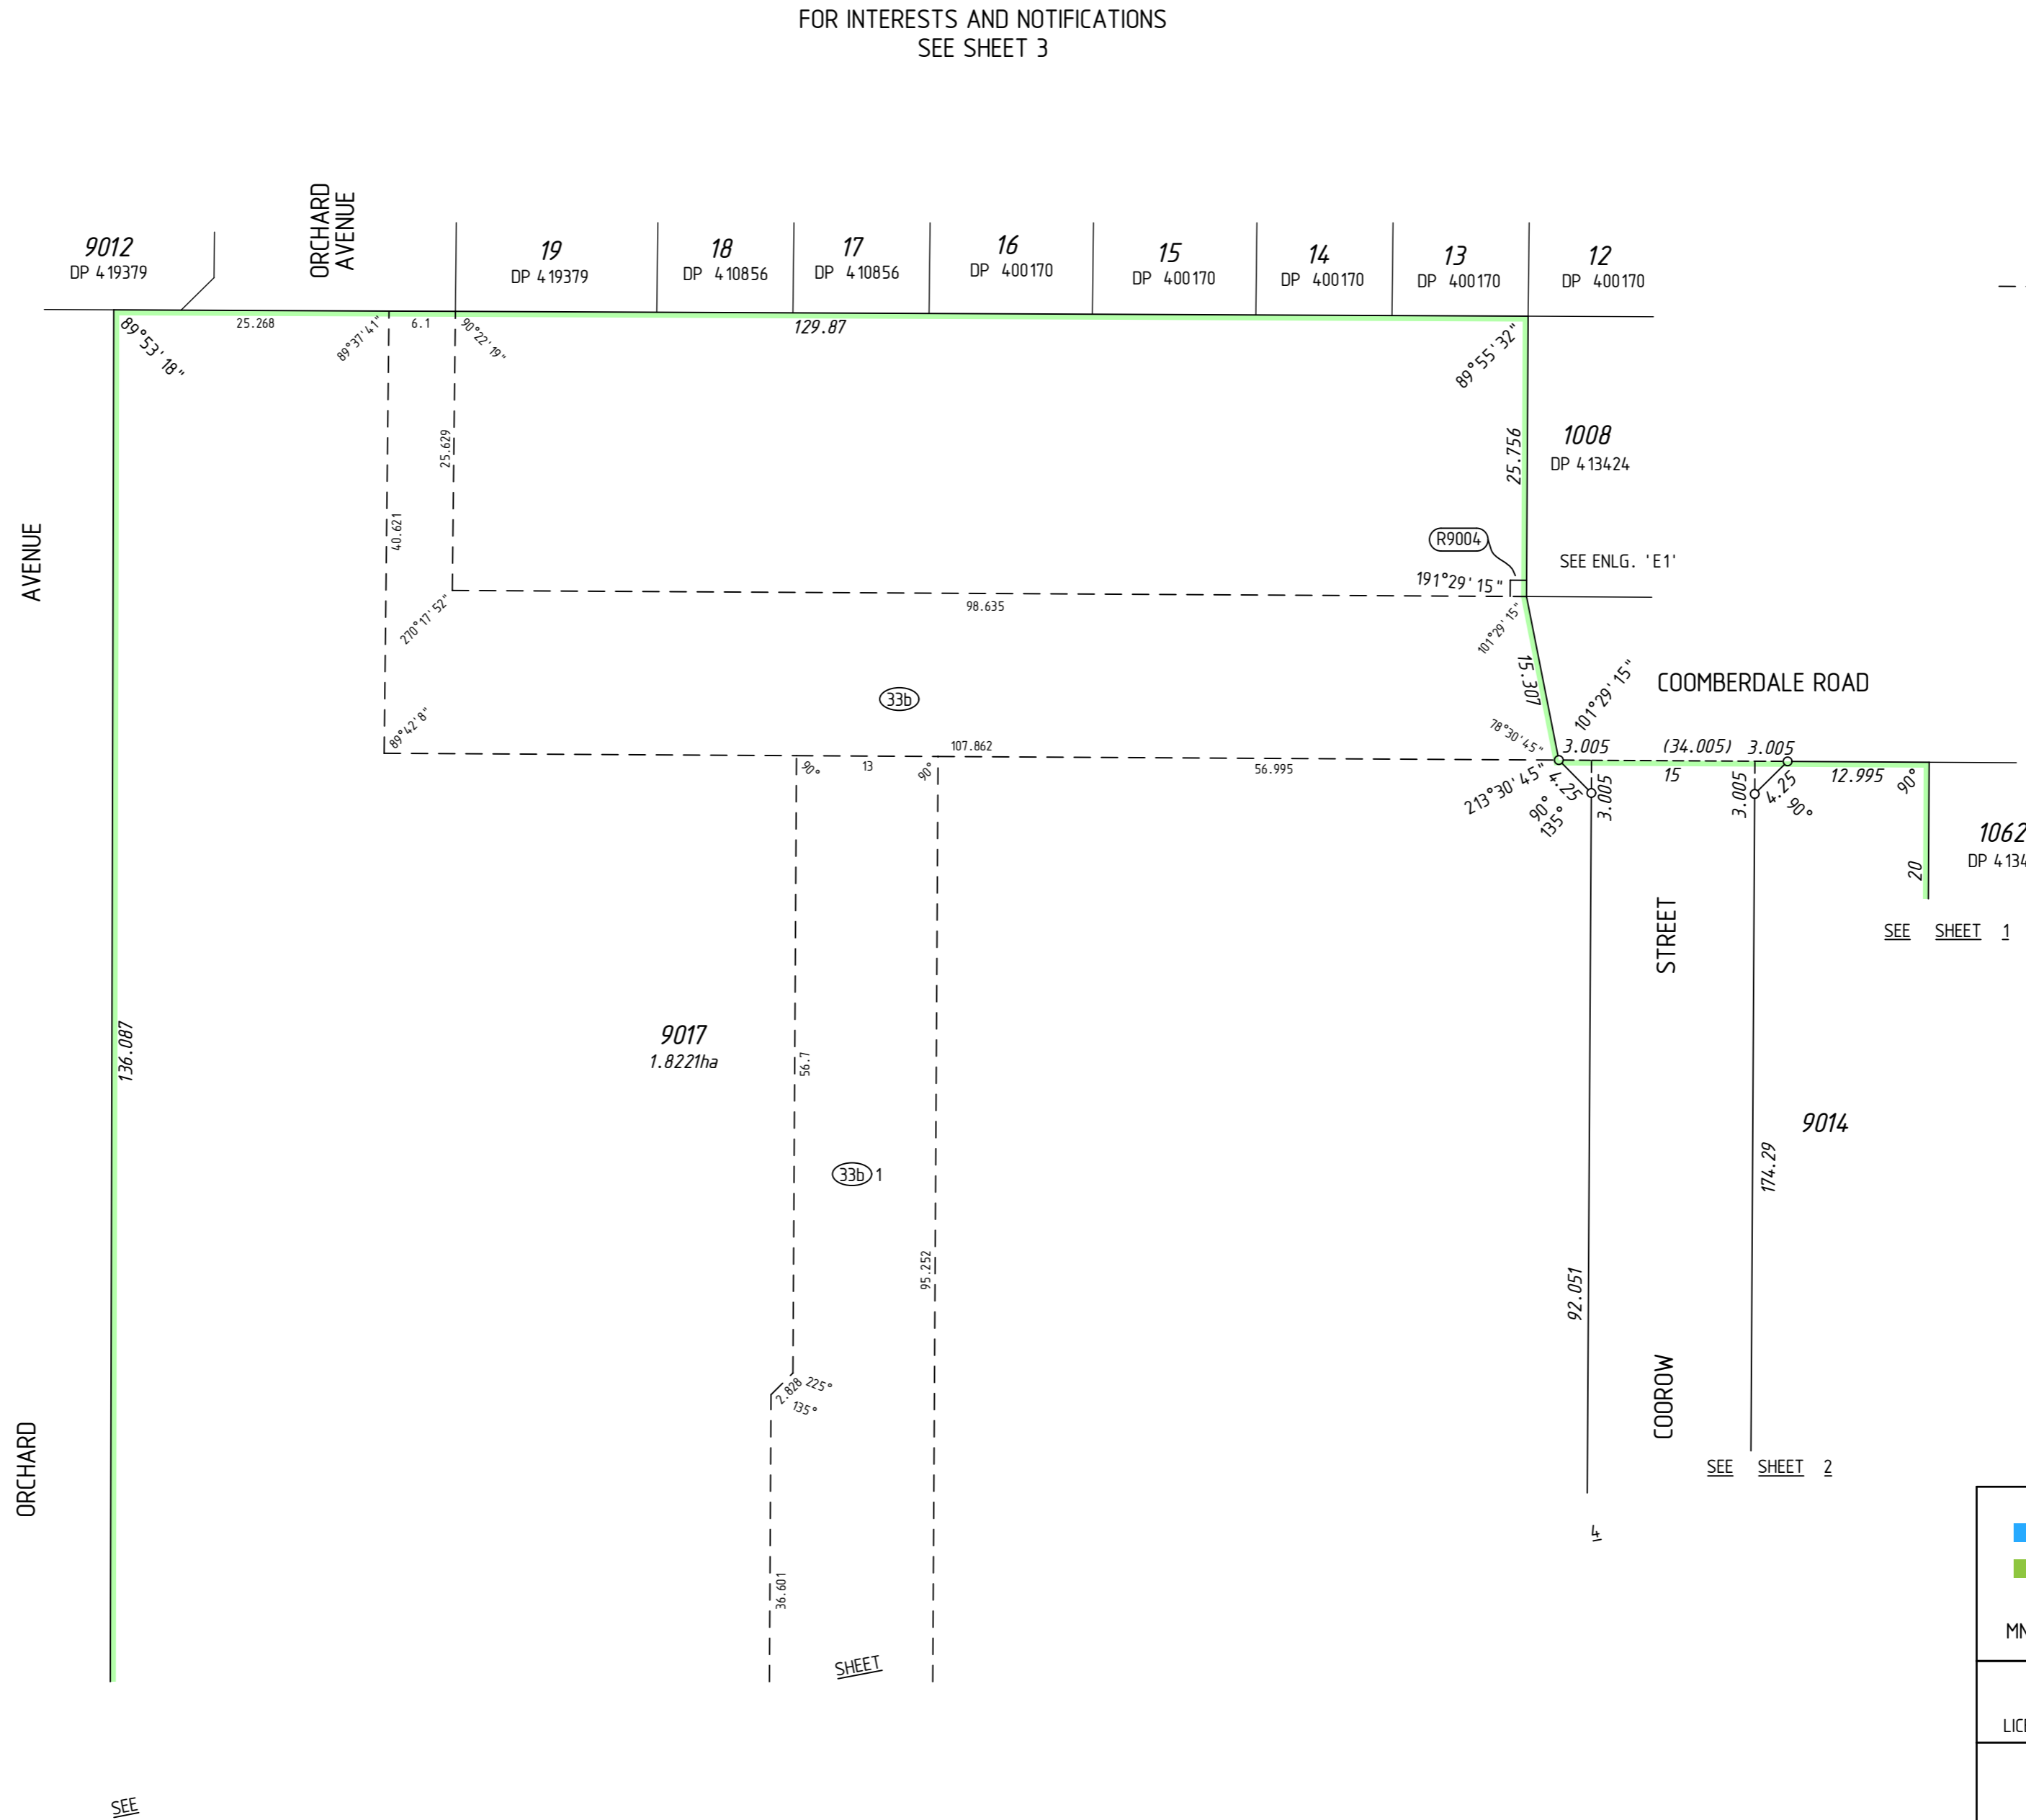 FOR INTERESTS AND NOTIFICATIONS
SEE SHEET 3
ORCHARD
AVENUE
9012
DP 419379
19
DP 419379
18
DP 410856
17
DP 410856
16
DP 400170
15
DP 400170
14
DP 400170
13
DP 400170
12
DP 400170
89°53'18"
25.268
89°37'41"
6.1
90°22'19"
129.87
89°55'32"
25.629
40.621
25.756
1008
DP 413424
AVENUE
R9004
SEE ENLG. 'E1'
191°29'15"
98.635
270°17'52"
101°29'15"
15.307
101°29'15"
COOMBERDALE ROAD
33b
89°42'8"
107.862
78°30'45"
3.005
(34.005)
3.005
90°
13
90°
56.995
213°30'45"
4.25
90°
135°
3.005
15
3.005
4.25
90°
12.995
90°
20
1062
DP 4134
SEE SHEET 1
STREET
136.087
9017
1.8221ha
56.7
9014
174.29
33b 1
95.252
92.051
2.828
225°
135°
COOROW
ORCHARD
SEE SHEET 2
4
36.601
SHEET
MN
LICE
SEE